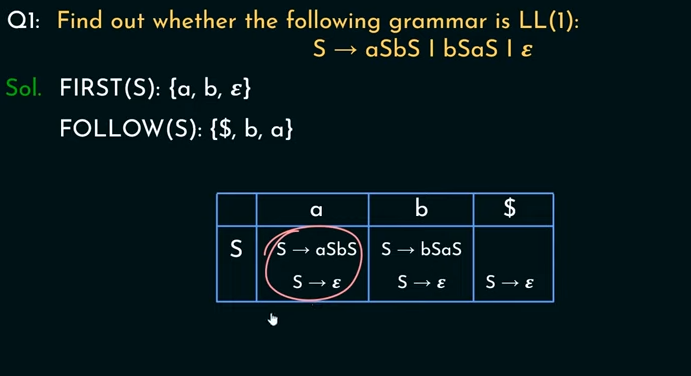 Q1: Find out whether the following grammar is LL(1):
S → aSbS | bSaS | ε
Sol. FIRST(S): {a, b, ε}
FOLLOW(S): {$, b, a}
a b $
S S → aSbS S → bSaS
S → ε S → ε S → ε